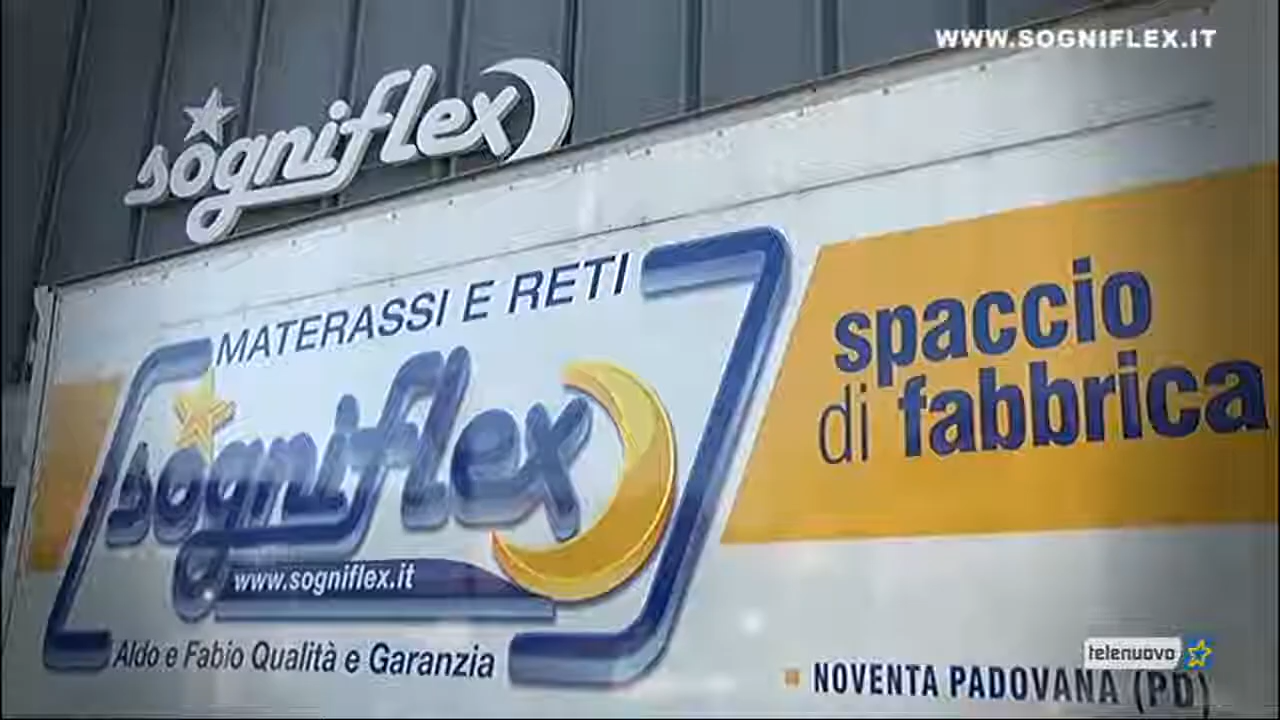 WWW.SOGNIFLEX.IT
sogniflex
MATERASSI E RETI
sogniflex
www.sogniflex.it
Aldo e Fabio Qualità e Garanzia
spaccio
di fabbrica
telenuovo
NOVENTA PADOVANA (PD)